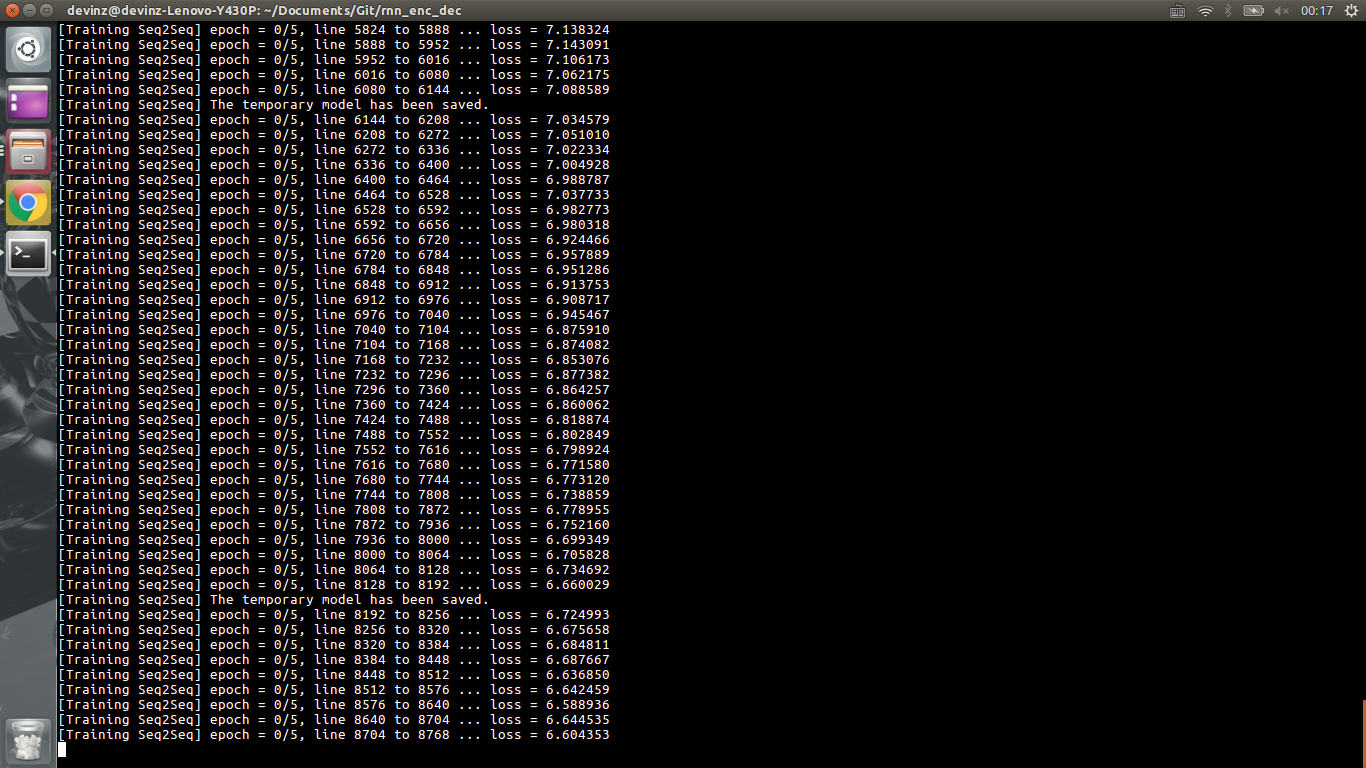 devinz@devinz-Lenovo-Y430P: ~/Documents/Git/rnn_enc_dec
00:17
[Training Seq2Seq] epoch = 0/5, line 5824 to 5888 ... loss = 7.138324
[Training Seq2Seq] epoch = 0/5, line 5888 to 5952 ... loss = 7.143091
[Training Seq2Seq] epoch = 0/5, line 5952 to 6016 ... loss = 7.106173
[Training Seq2Seq] epoch = 0/5, line 6016 to 6080 ... loss = 7.062175
[Training Seq2Seq] epoch = 0/5, line 6080 to 6144 ... loss = 7.088589
[Training Seq2Seq] The temporary model has been saved.
[Training Seq2Seq] epoch = 0/5, line 6144 to 6208 ... loss = 7.034579
[Training Seq2Seq] epoch = 0/5, line 6208 to 6272 ... loss = 7.051010
[Training Seq2Seq] epoch = 0/5, line 6272 to 6336 ... loss = 7.022334
[Training Seq2Seq] epoch = 0/5, line 6336 to 6400 ... loss = 7.004928
[Training Seq2Seq] epoch = 0/5, line 6400 to 6464 ... loss = 6.988787
[Training Seq2Seq] epoch = 0/5, line 6464 to 6528 ... loss = 7.037733
[Training Seq2Seq] epoch = 0/5, line 6528 to 6592 ... loss = 6.982773
[Training Seq2Seq] epoch = 0/5, line 6592 to 6656 ... loss = 6.980318
[Training Seq2Seq] epoch = 0/5, line 6656 to 6720 ... loss = 6.924466
[Training Seq2Seq] epoch = 0/5, line 6720 to 6784 ... loss = 6.957889
[Training Seq2Seq] epoch = 0/5, line 6784 to 6848 ... loss = 6.951286
[Training Seq2Seq] epoch = 0/5, line 6848 to 6912 ... loss = 6.913753
[Training Seq2Seq] epoch = 0/5, line 6912 to 6976 ... loss = 6.908717
[Training Seq2Seq] epoch = 0/5, line 6976 to 7040 ... loss = 6.945467
[Training Seq2Seq] epoch = 0/5, line 7040 to 7104 ... loss = 6.875910
[Training Seq2Seq] epoch = 0/5, line 7104 to 7168 ... loss = 6.874082
[Training Seq2Seq] epoch = 0/5, line 7168 to 7232 ... loss = 6.853076
[Training Seq2Seq] epoch = 0/5, line 7232 to 7296 ... loss = 6.877382
[Training Seq2Seq] epoch = 0/5, line 7296 to 7360 ... loss = 6.864257
[Training Seq2Seq] epoch = 0/5, line 7360 to 7424 ... loss = 6.860062
[Training Seq2Seq] epoch = 0/5, line 7424 to 7488 ... loss = 6.818874
[Training Seq2Seq] epoch = 0/5, line 7488 to 7552 ... loss = 6.802849
[Training Seq2Seq] epoch = 0/5, line 7552 to 7616 ... loss = 6.798924
[Training Seq2Seq] epoch = 0/5, line 7616 to 7680 ... loss = 6.771580
[Training Seq2Seq] epoch = 0/5, line 7680 to 7744 ... loss = 6.773120
[Training Seq2Seq] epoch = 0/5, line 7744 to 7808 ... loss = 6.738859
[Training Seq2Seq] epoch = 0/5, line 7808 to 7872 ... loss = 6.778955
[Training Seq2Seq] epoch = 0/5, line 7872 to 7936 ... loss = 6.752160
[Training Seq2Seq] epoch = 0/5, line 7936 to 8000 ... loss = 6.699349
[Training Seq2Seq] epoch = 0/5, line 8000 to 8064 ... loss = 6.705828
[Training Seq2Seq] epoch = 0/5, line 8064 to 8128 ... loss = 6.734692
[Training Seq2Seq] epoch = 0/5, line 8128 to 8192 ... loss = 6.660029
[Training Seq2Seq] The temporary model has been saved.
[Training Seq2Seq] epoch = 0/5, line 8192 to 8256 ... loss = 6.724993
[Training Seq2Seq] epoch = 0/5, line 8256 to 8320 ... loss = 6.675658
[Training Seq2Seq] epoch = 0/5, line 8320 to 8384 ... loss = 6.684811
[Training Seq2Seq] epoch = 0/5, line 8384 to 8448 ... loss = 6.687667
[Training Seq2Seq] epoch = 0/5, line 8448 to 8512 ... loss = 6.636850
[Training Seq2Seq] epoch = 0/5, line 8512 to 8576 ... loss = 6.642459
[Training Seq2Seq] epoch = 0/5, line 8576 to 8640 ... loss = 6.588936
[Training Seq2Seq] epoch = 0/5, line 8640 to 8704 ... loss = 6.644535
[Training Seq2Seq] epoch = 0/5, line 8704 to 8768 ... loss = 6.604353